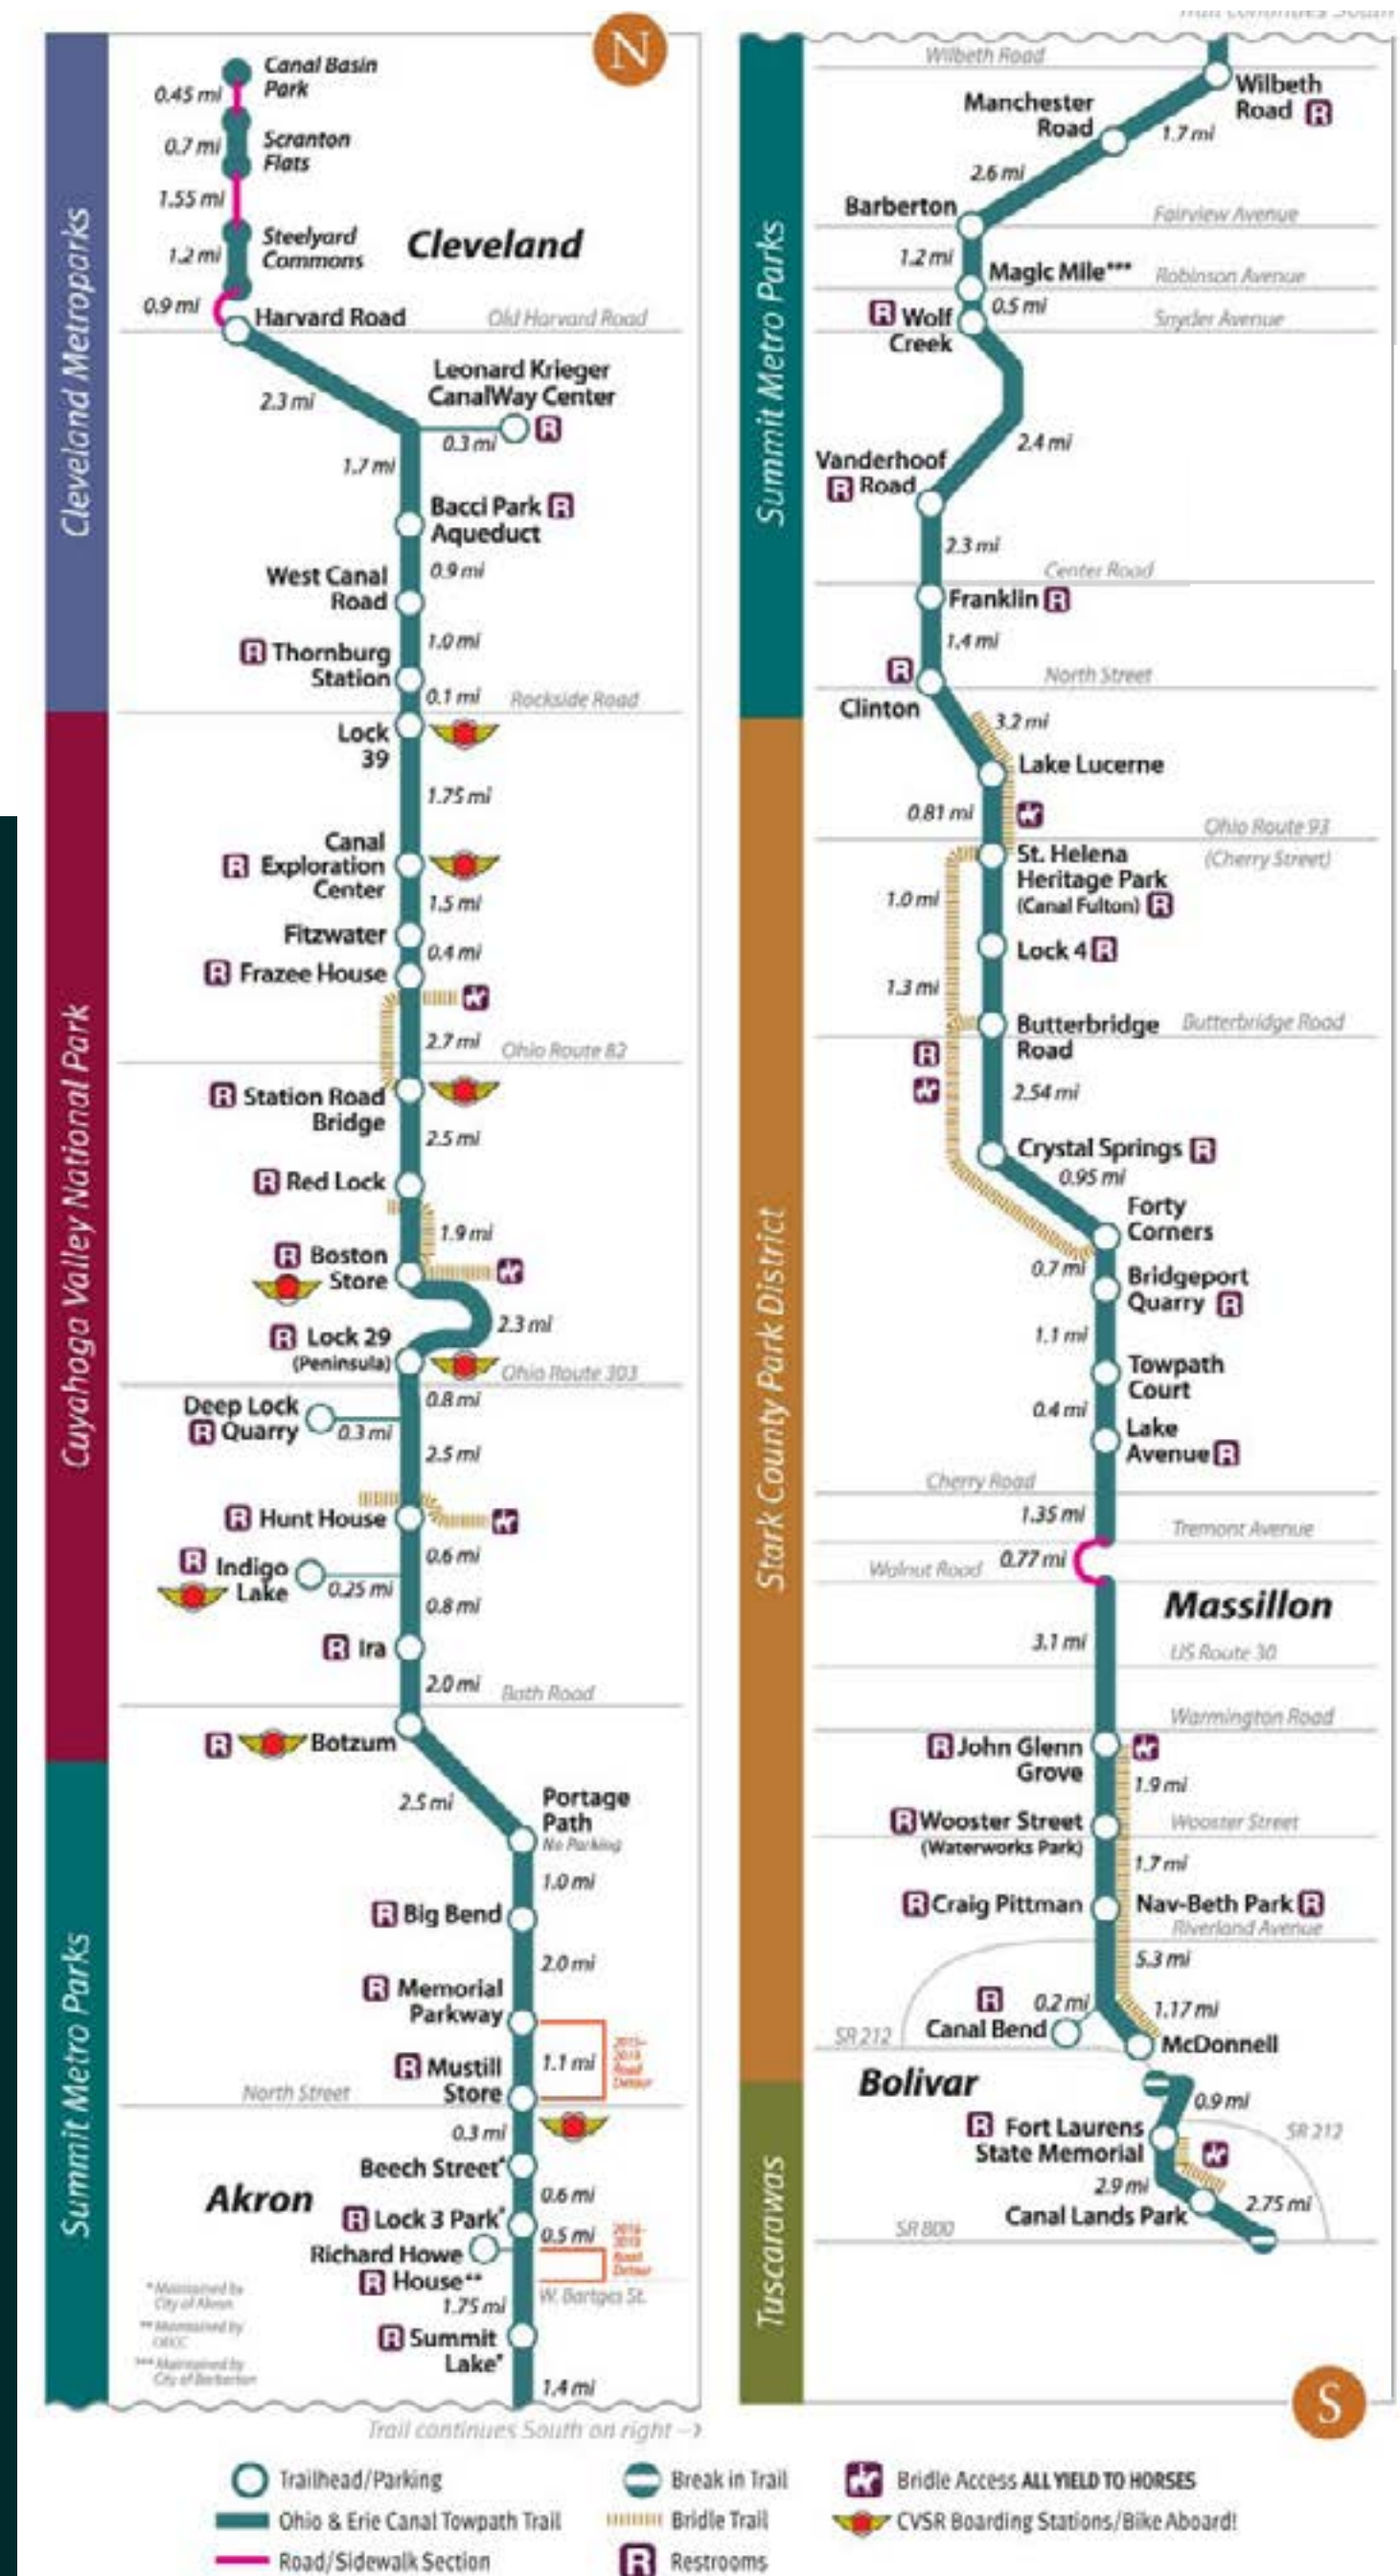 N
Cleveland Metroparks
Canal Basin
Park
0.45 mi
0.7 mi
Scranton
Flats
1.55 mi
Steelyard
Commons
Cleveland
1.2 mi
0.9 mi
Harvard Road
Old Harvard Road
2.3 mi
Leonard Krieger
CanalWay Center
R
0.3 mi
1.7 mi
Bacci Park R
Aqueduct
0.9 mi
West Canal
Road
1.0 mi
R Thornburg
Station
0.1 mi
Rockside Road
Cuyahoga Valley National Park
Lock
39
1.75 mi
Canal
R Exploration
Center
1.5 mi
Fitzwater
0.4 mi
R Frazee House
2.7 mi
Ohio Route 82
R Station Road
Bridge
2.5 mi
R Red Lock
1.9 mi
R Boston
Store
2.3 mi
R Lock 29
(Peninsula)
Ohio Route 303
0.8 mi
Deep Lock
R Quarry
0.3 mi
2.5 mi
R Hunt House
0.6 mi
R Indigo
Lake
0.25 mi
0.8 mi
R Ira
2.0 mi
Bath Road
R Botzum
Summit Metro Parks
2.5 mi
Portage
Path
No Parking
1.0 mi
R Big Bend
2.0 mi
R Memorial
Parkway
1.1 mi
Road
Detour
R Mustill
Store
North Street
0.3 mi
Beech Street*
Akron
0.6 mi
R Lock 3 Park*
0.5 mi
Road
Detour
Richard Howe
R House**
W. Bartges St.
1.75 mi
R Summit
Lake*
1.4 mi
* Maintained by
City of Akron
** Maintained by
*** Maintained by
City of Barberton
Trail continues South on right -->
Trail continues South
Summit Metro Parks
Wilbeth Road
Wilbeth
Road R
Manchester
Road
1.7 mi
2.6 mi
Barberton
Fairview Avenue
1.2 mi
Magic Mile***
Robinson Avenue
R Wolf
Creek
0.5 mi
Snyder Avenue
2.4 mi
Vanderhoof
R Road
2.3 mi
Center Road
Franklin R
1.4 mi
R
North Street
Clinton
Stark County Park District
3.2 mi
Lake Lucerne
0.81 mi
Ohio Route 93
(Cherry Street)
St. Helena
Heritage Park
(Canal Fulton) R
1.0 mi
Lock 4 R
1.3 mi
Butterbridge
Road
Butterbridge Road
R
2.54 mi
Crystal Springs R
0.95 mi
Forty
Corners
0.7 mi
Bridgeport
Quarry R
1.1 mi
Towpath
Court
0.4 mi
Lake
Avenue R
Cherry Road
1.35 mi
Tremont Avenue
Walnut Road
0.77 mi
Massillon
3.1 mi
US Route 30
Warmington Road
R John Glenn
Grove
1.9 mi
R Wooster Street
(Waterworks Park)
Wooster Street
1.7 mi
R Craig Pittman
Nav-Beth Park R
Riverland Avenue
5.3 mi
R
0.2 mi
Canal Bend
1.17 mi
SR 212
McDonnell
Tuscarawas
Bolivar
0.9 mi
R Fort Laurens
State Memorial
SR 212
2.9 mi
Canal Lands Park
2.75 mi
SR 800
S
Trailhead/Parking
Ohio & Erie Canal Towpath Trail
Road/Sidewalk Section
Break in Trail
Bridle Trail
R Restrooms
Bridle Access ALL YIELD TO HORSES
CVSR Boarding Stations/Bike Aboard!